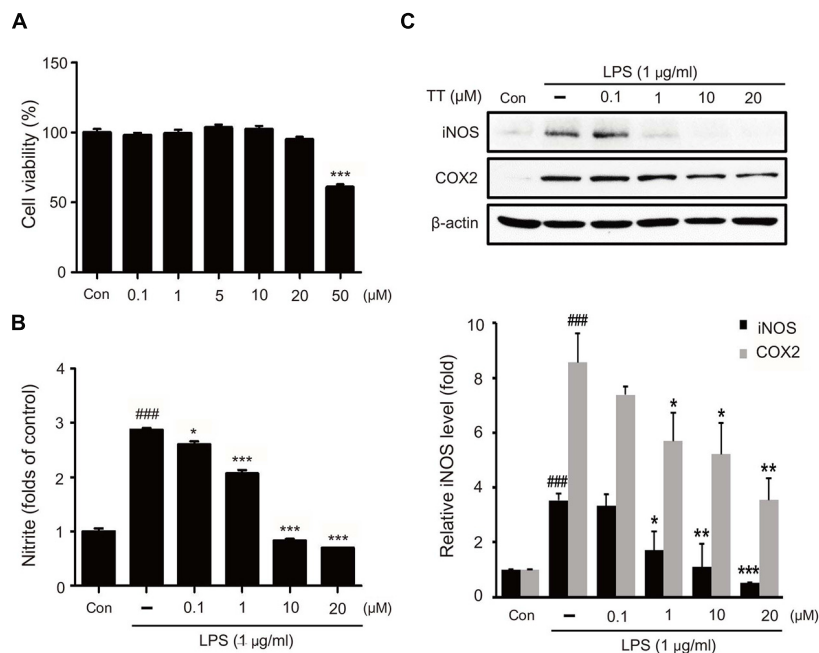 A
150
100
50
0
Cell viability (%)
***
Con 0.1 1 5 10 20 50 (µM)
B
4
3
2
1
0
Nitrite (folds of control)
###
*
***
***
***
Con – 0.1 1 10 20 (µM)
LPS (1 µg/ml)
C
LPS (1 µg/ml)
TT (µM) Con – 0.1 1 10 20
iNOS
COX2
β-actin
10
8
6
4
2
0
Relative iNOS level (fold)
iNOS
COX2
###
###
*
*
**
*
***
**
Con – 0.1 1 10 20 (µM)
LPS (1 µg/ml)